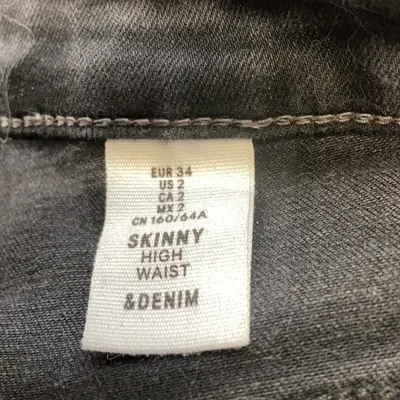 EUR 34
US 2
CA 2
MX 2
CN 160/64A
SKINNY
HIGH
WAIST
&DENIM